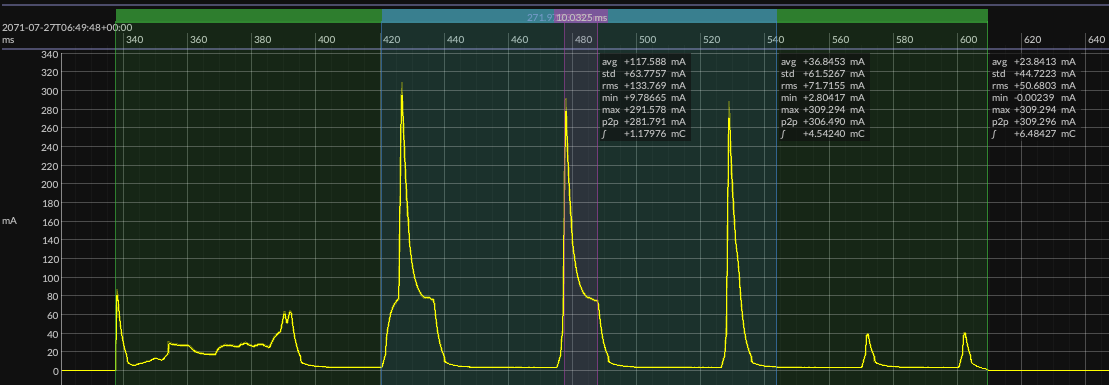 271.9 10.0325 ms
2071-07-27T06:49:48+00:00
ms 340 360 380 400 420 440 460 480 500 520 540 560 580 600 620 640
340
320
300
280
260
240
220
200
180
160
mA
140
120
100
80
60
40
20
0
avg +117.588 mA
std +63.7757 mA
rms +133.769 mA
min +9.78665 mA
max +291.578 mA
p2p +281.791 mA
∫ +1.17976 mC
avg +36.8453 mA
std +61.5267 mA
rms +71.7155 mA
min +2.80417 mA
max +309.294 mA
p2p +306.490 mA
∫ +4.54240 mC
avg +23.8413 mA
std +44.7223 mA
rms +50.6803 mA
min -0.00239 mA
max +309.294 mA
p2p +309.296 mA
∫ +6.48427 mC